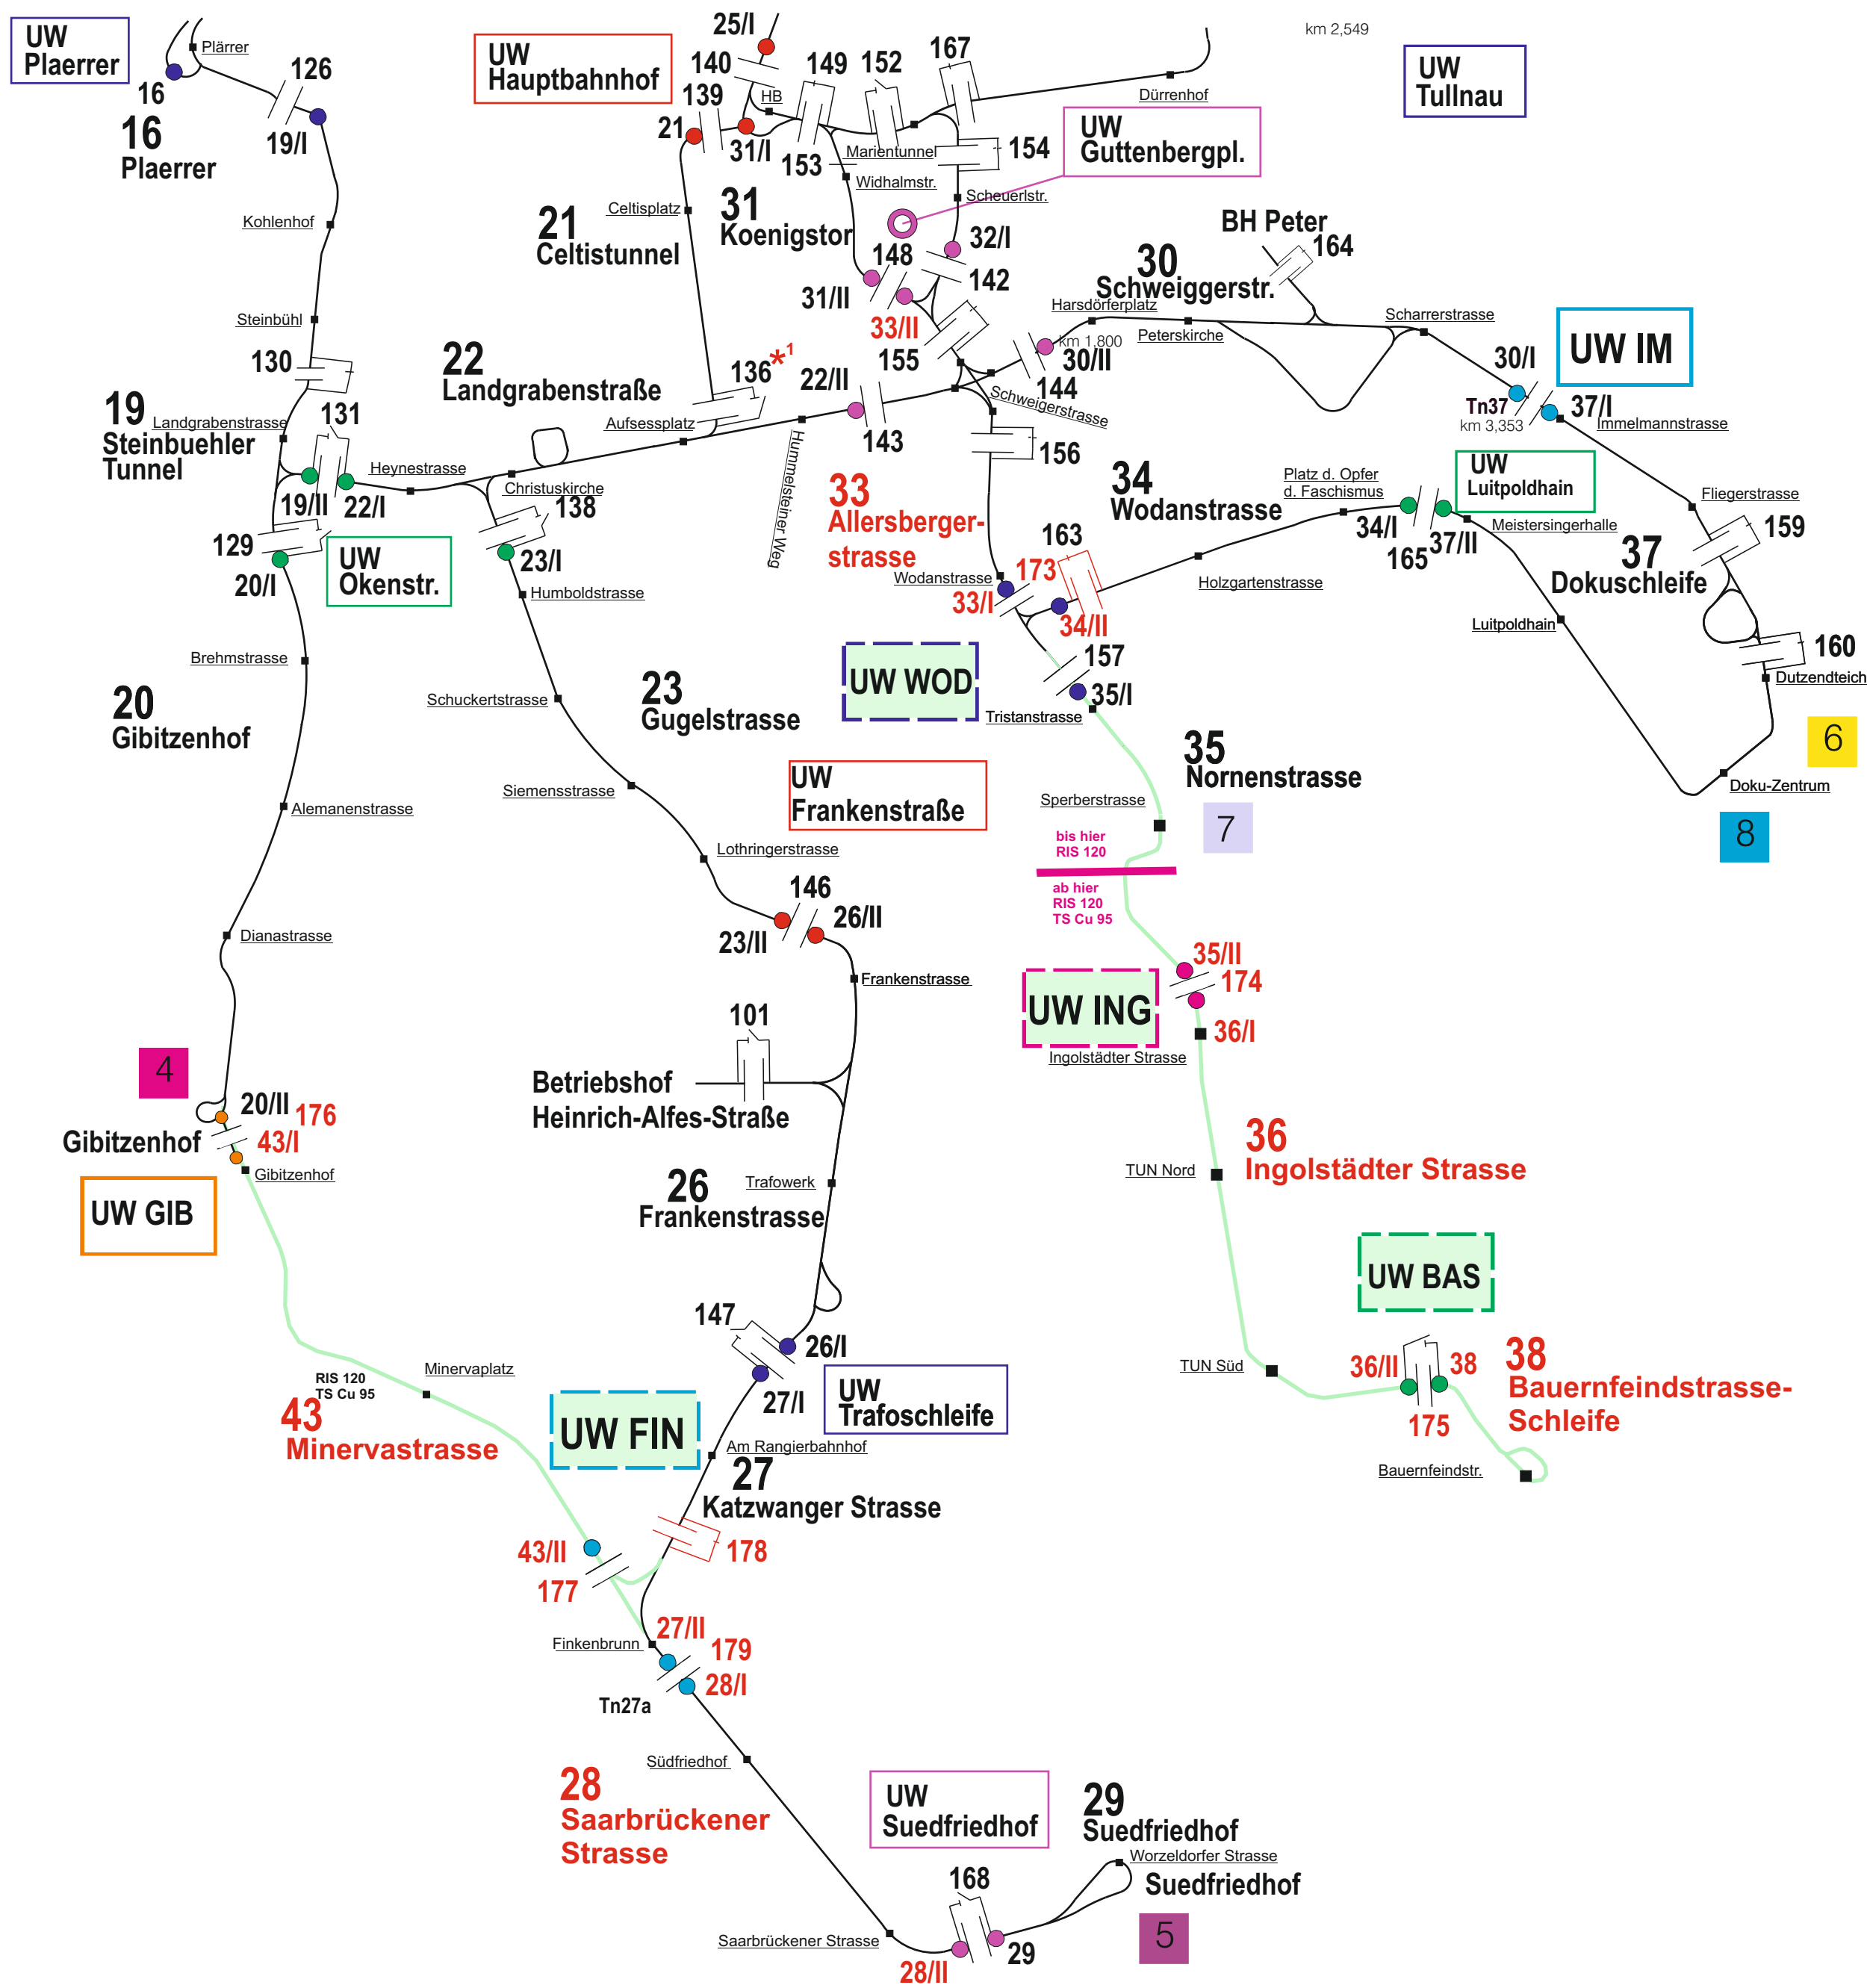 UW
Plaerrer
Plärrer
16
126
16
Plaerrer
19/I
Kohlenhof
Steinbühl
130
19
Steinbuehler
Tunnel
Landgrabenstrasse
131
19/II
22/I
129
20/I
UW
Okenstr.
Heynestrasse
22
Landgrabenstraße
Christuskirche
138
23/I
Humboldstrasse
Brehmstrasse
20
Gibitzenhof
Alemanenstrasse
Dianastrasse
4
20/II
176
Gibitzenhof
43/I
Gibitzenhof
UW GIB
RIS 120
TS Cu 95
Minervaplatz
43
Minervastrasse
UW
Hauptbahnhof
25/I
140
139
HB
149
152
167
21
31/I
153
Marientunnel
154
Widhalmstr.
Scheuerlstr.
Dürrenhof
km 2,549
UW
Tullnau
UW
Guttenbergpl.
Celtisplatz
21
Celtistunnel
31
Koenigstor
148
32/I
142
31/II
33/II
155
BH Peter
164
30
Schweiggerstr.
Harsdörferplatz
km 1,800
Peterskirche
30/II
144
Schweigerstrasse
Scharrerstrasse
UW IM
30/I
Tn37
km 3,353
37/I
Immelmannstrasse
136
*1
22/II
143
Aufsessplatz
Hummelsteiner Weg
156
33
Allersberger-
strasse
34
Wodanstrasse
Platz d. Opfer
d. Faschismus
UW
Luitpoldhain
34/I
165
37/II
Meistersingerhalle
Fliegerstrasse
159
37
Dokuschleife
163
173
Wodanstrasse
33/I
34/II
Holzgartenstrasse
Luitpoldhain
160
Dutzendteich
6
Doku-Zentrum
8
UW WOD
157
35/I
Tristanstrasse
Schuckertstrasse
23
Gugelstrasse
Siemensstrasse
UW
Frankenstraße
Lothringerstrasse
146
26/II
23/II
Frankenstrasse
35
Nornenstrasse
Sperberstrasse
7
bis hier
RIS 120
ab hier
RIS 120
TS Cu 95
35/II
174
UW ING
36/I
Ingolstädter Strasse
101
Betriebshof
Heinrich-Alfes-Straße
26
Frankenstrasse
Trafowerk
TUN Nord
36
Ingolstädter Strasse
UW BAS
TUN Süd
36/II
38
175
38
Bauernfeindstrasse-
Schleife
Bauernfeindstr.
147
26/I
27/I
UW
Trafoschleife
UW FIN
Am Rangierbahnhof
27
Katzwanger Strasse
43/II
177
178
27/II
Finkenbrunn
179
28/I
Tn27a
Südfriedhof
28
Saarbrückener
Strasse
UW
Suedfriedhof
29
Suedfriedhof
Worzeldorfer Strasse
Suedfriedhof
168
5
Saarbrückener Strasse
29
28/II